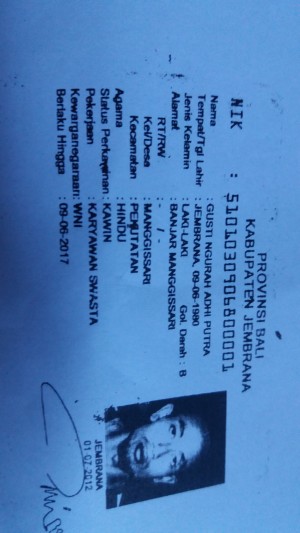 PROVINSI BALI
KABUPATEN JEMBRANA
NIK : 5101030906800001
Nama : GUSTI NGURAH ADHI PUTRA
Tempat/Tgl Lahir : JEMBRANA, 09-06-1980
Jenis Kelamin : LAKI-LAKI Gol. Darah : B
Alamat : BANJAR MANGGISSARI
RT/RW : - / -
Kel/Desa : MANGGISSARI
Kecamatan : PEKUTATAN
Agama : HINDU
Status Perkawinan : KAWIN
Pekerjaan : KARYAWAN SWASTA
Kewarganegaraan : WNI
Berlaku Hingga : 09-06-2017
JEMBRANA
01-07-2012